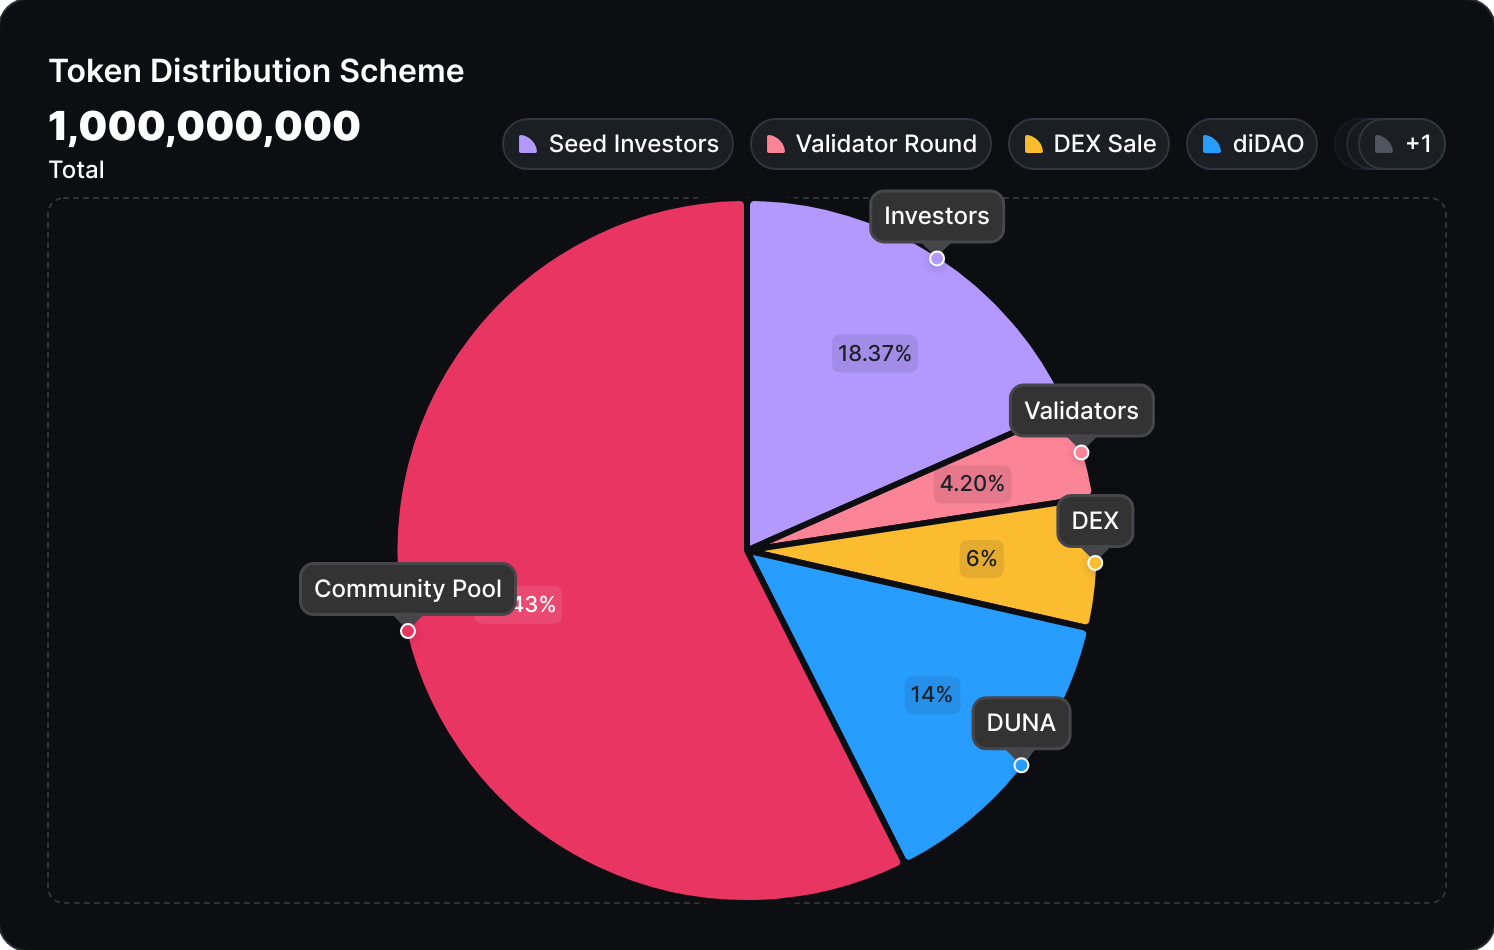 Token Distribution Scheme
1,000,000,000
Total
Seed Investors
Validator Round
DEX Sale
diDAO
+1
Investors
18.37%
Validators
4.20%
DEX
6%
Community Pool
43%
14%
DUNA